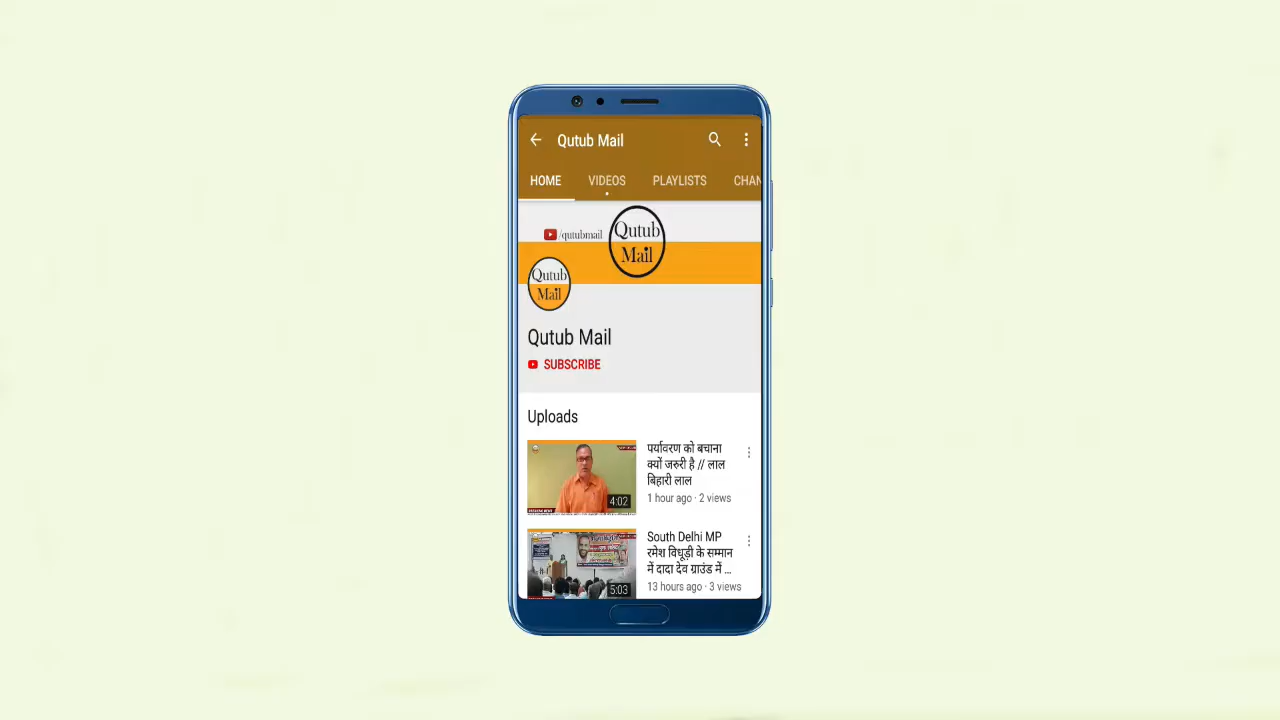 Qutub Mail
HOME VIDEOS PLAYLISTS CHAN
/qutubmail
Qutub
Mail
Qutub
Mail
Qutub Mail
SUBSCRIBE
Uploads
पर्यावरण को बचाना
क्यों जरुरी है // लाल
बिहारी लाल
1 hour ago · 2 views
4:02
South Delhi MP
रमेश विधूड़ी के सम्मान
में दादा देव ग्राउंड में ...
13 hours ago · 3 views
5:03